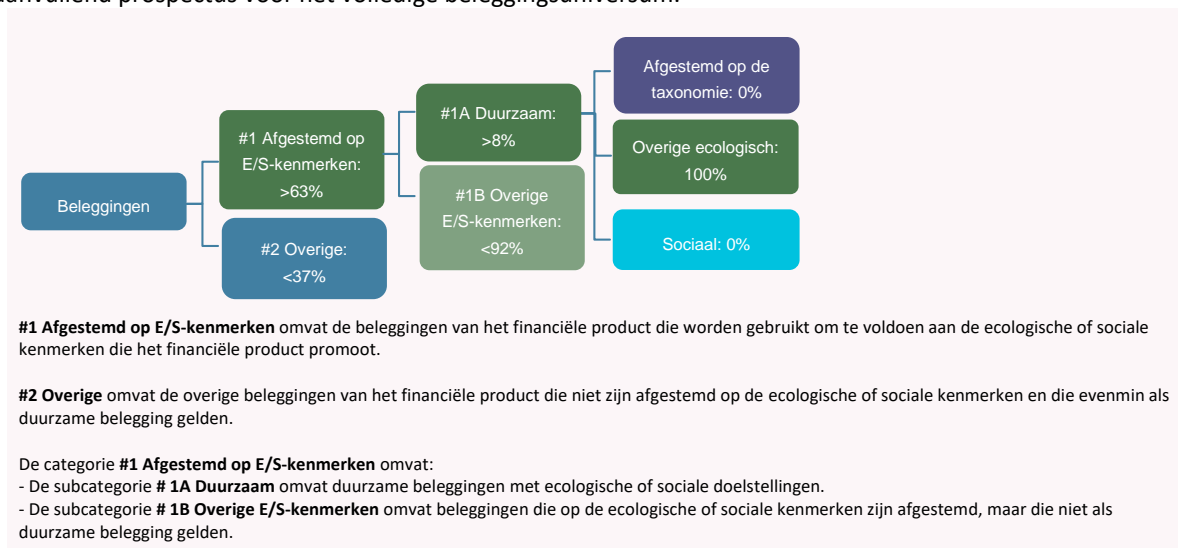 aanvullend prospectus voor het volledige beleggingsuniversum.
Beleggingen
#1 Afgestemd op
E/S-kenmerken:
>63%
#2 Overige:
<37%
#1A Duurzaam:
>8%
#1B Overige
E/S-kenmerken:
<92%
Afgestemd op de
taxonomie: 0%
Overige ecologisch:
100%
Sociaal: 0%
#1 Afgestemd op E/S-kenmerken omvat de beleggingen van het financiële product die worden gebruikt om te voldoen aan de ecologische of sociale
kenmerken die het financiële product promoot.
#2 Overige omvat de overige beleggingen van het financiële product die niet zijn afgestemd op de ecologische of sociale kenmerken en die evenmin als
duurzame belegging gelden.
De categorie #1 Afgestemd op E/S-kenmerken omvat:
- De subcategorie # 1A Duurzaam omvat duurzame beleggingen met ecologische of sociale doelstellingen.
- De subcategorie # 1B Overige E/S-kenmerken omvat beleggingen die op de ecologische of sociale kenmerken zijn afgestemd, maar die niet als
duurzame belegging gelden.